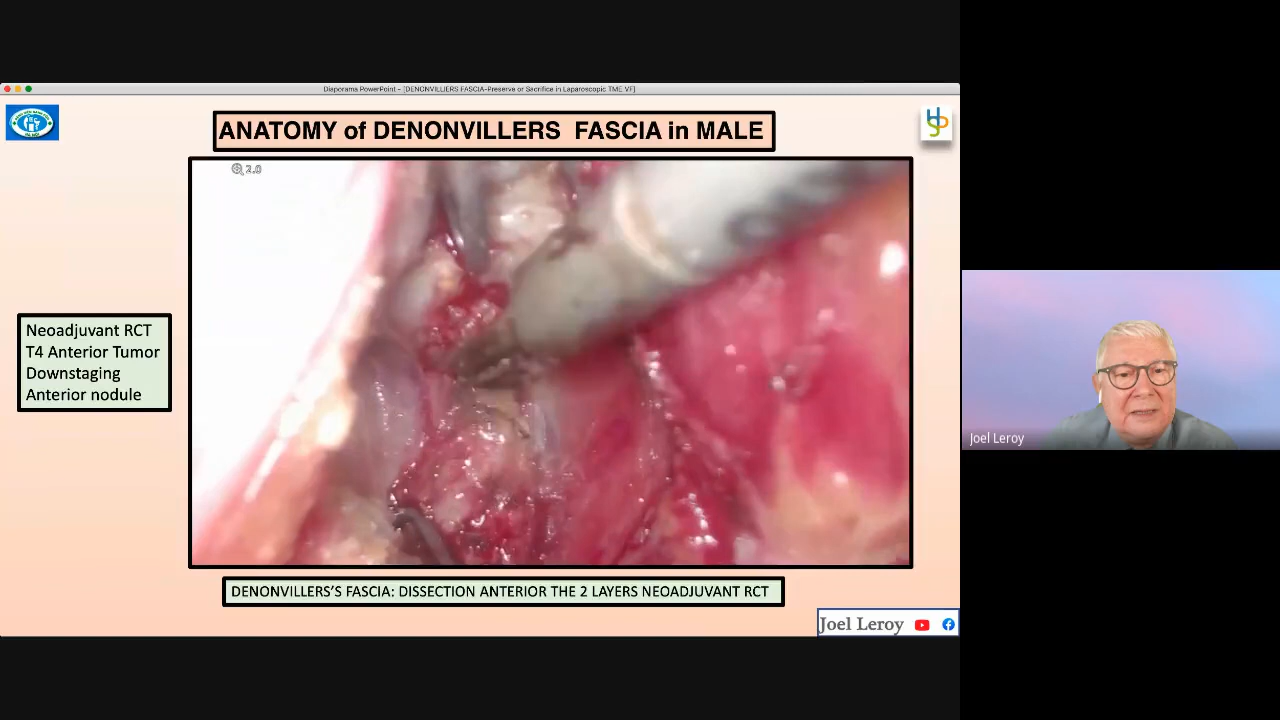 Diaporama PowerPoint - [DENONVILLIERS FASCIA-Preserve or Sacrifice in Laparoscopic TME VF]
ANATOMY of DENONVILLERS FASCIA in MALE
2.0
Neoadjuvant RCT
T4 Anterior Tumor
Downstaging
Anterior nodule
Joel Leroy
DENONVILLERS'S FASCIA: DISSECTION ANTERIOR THE 2 LAYERS NEOADJUVANT RCT
Joel Leroy